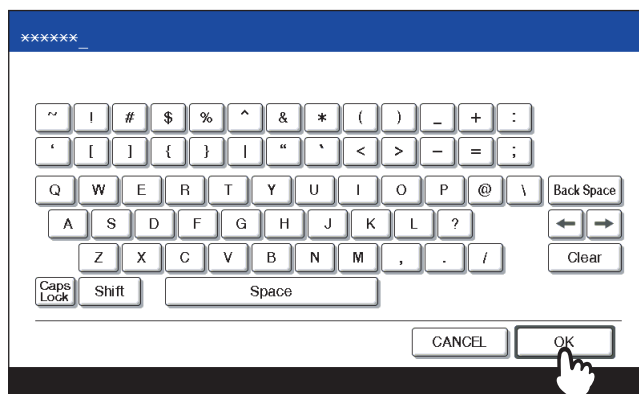 ******_
~ ! # $ % ^ & * ( ) _ + :
‘ [ ] { } | “ ` < > – = ;
Q W E R T Y U I O P @ \ Back Space
A S D F G H J K L ? ← →
Z X C V B N M , . / Clear
Caps Lock Shift Space
CANCEL OK